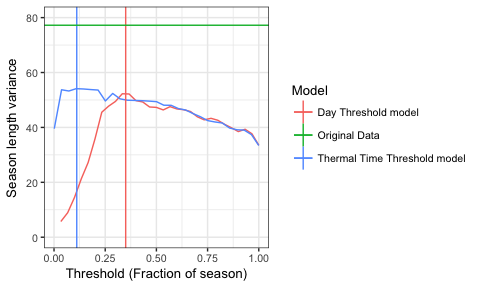 Season length variance
80
60
40
20
0
0.00 0.25 0.50 0.75 1.00
Threshold (Fraction of season)
Model
Day Threshold model
Original Data
Thermal Time Threshold model